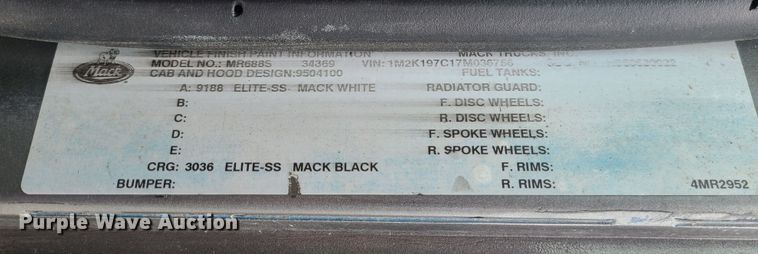 Mack
VEHICLE FINISH PAINT INFORMATION MACK TRUCKS, INC
MODEL NO.: MR688S 34369 VIN: 1M2K197C17M036766
CAB AND HOOD DESIGN:9504100 FUEL TANKS:
A: 9188 ELITE-SS MACK WHITE RADIATOR GUARD:
B: F. DISC WHEELS:
C: R. DISC WHEELS:
D: F. SPOKE WHEELS:
E: R. SPOKE WHEELS:
CRG: 3036 ELITE-SS MACK BLACK F. RIMS:
BUMPER: R. RIMS: 4MR2952
Purple Wave Auction